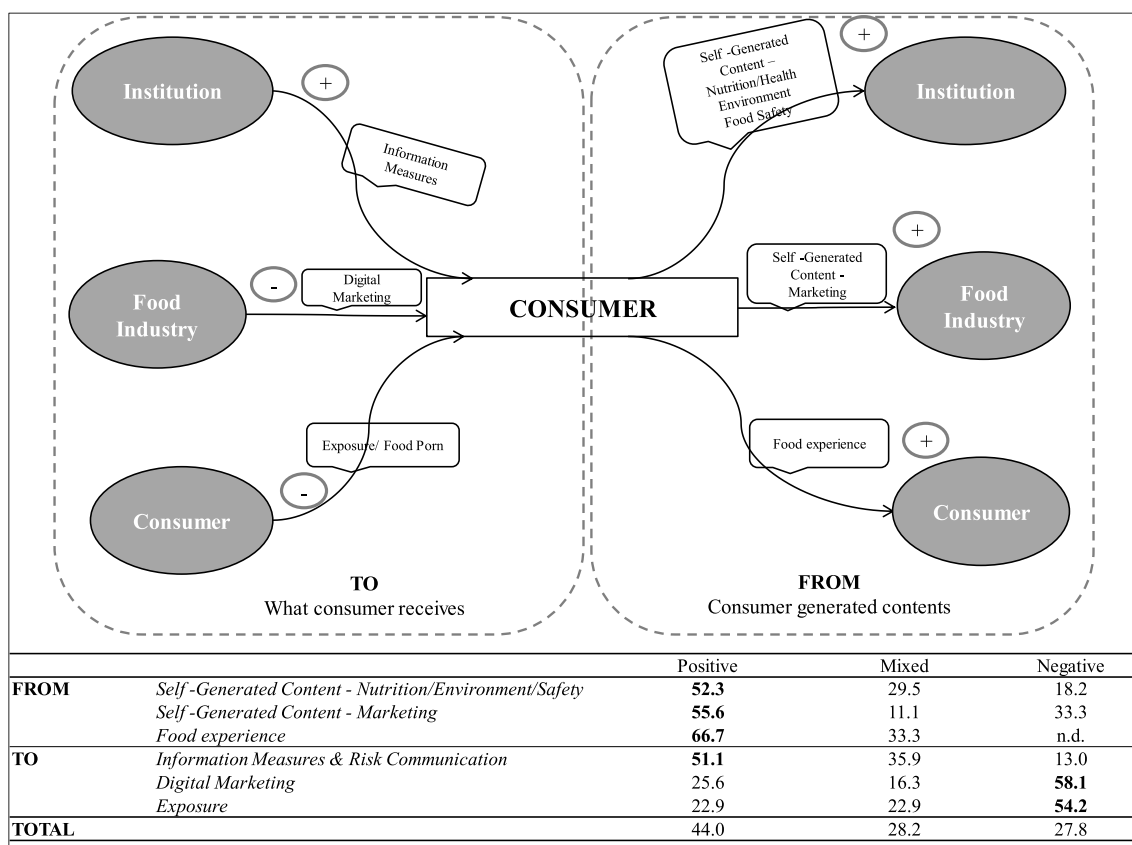 Institution
+
Information
Measures
Food
Industry
-
Digital
Marketing
Consumer
-
Exposure/ Food Porn
CONSUMER
TO
What consumer receives
Self -Generated
Content –
Nutrition/Health
Environment
Food Safety
+
Institution
Self -Generated
Content -
Marketing
+
Food
Industry
Food experience
+
Consumer
FROM
Consumer generated contents
Positive Mixed Negative
FROM Self -Generated Content - Nutrition/Environment/Safety 52.3 29.5 18.2
Self -Generated Content - Marketing 55.6 11.1 33.3
Food experience 66.7 33.3 n.d.
TO Information Measures & Risk Communication 51.1 35.9 13.0
Digital Marketing 25.6 16.3 58.1
Exposure 22.9 22.9 54.2
TOTAL 44.0 28.2 27.8